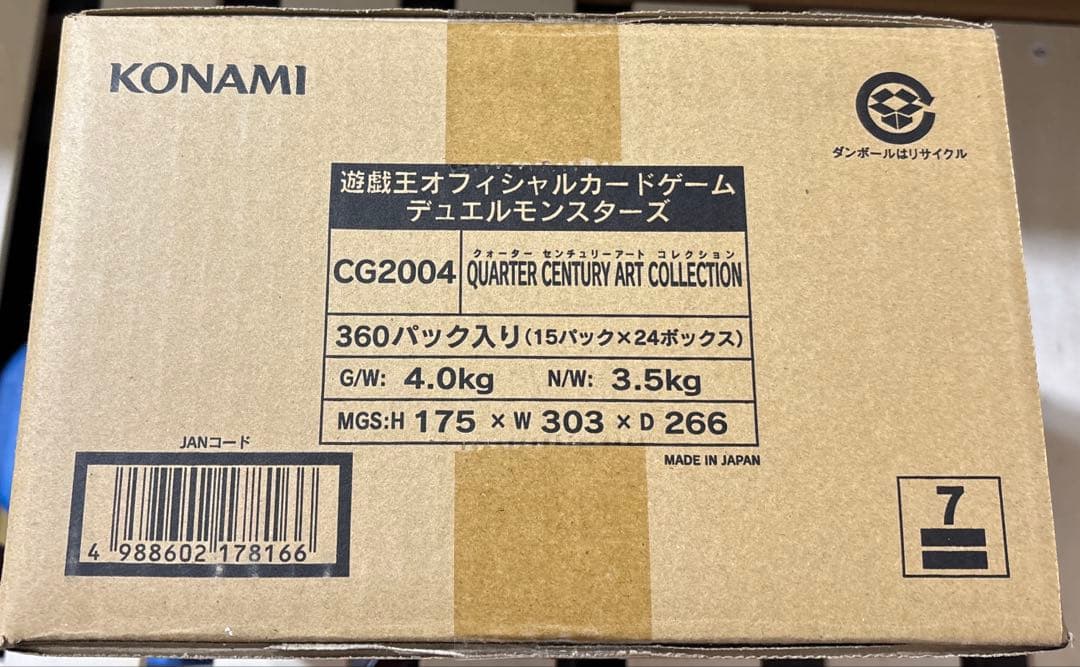 KONAMI
ダンボールはリサイクル
遊戯王オフィシャルカードゲーム
デュエルモンスターズ
クォーター センチュリーアート コレクション
CG2004 QUARTER CENTURY ART COLLECTION
360パック入り(15パック×24ボックス)
G/W: 4.0kg N/W: 3.5kg
MGS:H 175 × W 303 × D 266
MADE IN JAPAN
JANコード
4 988602 178166
7